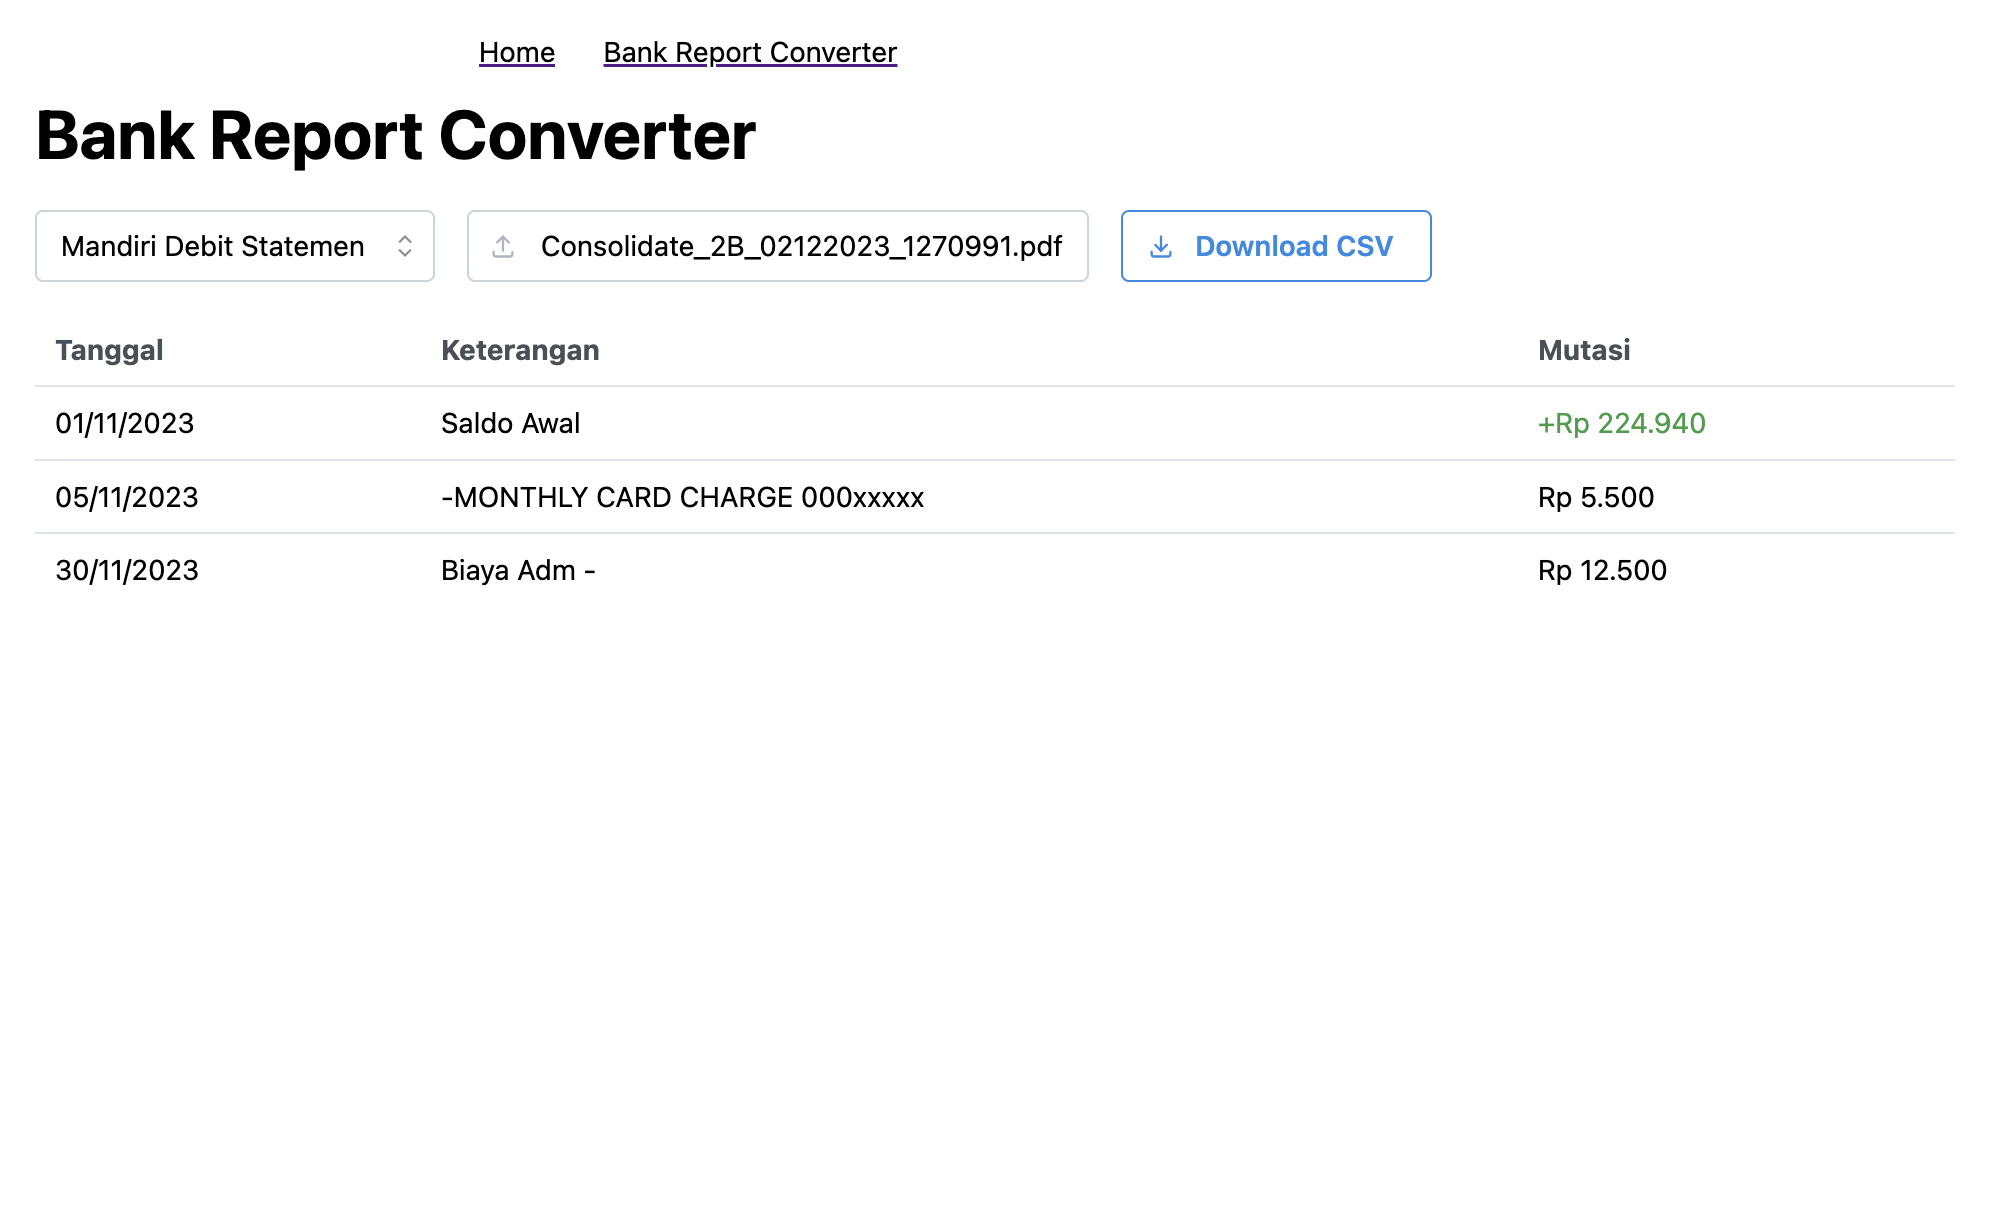 Home Bank Report Converter
Bank Report Converter
Mandiri Debit Statemen Consolidate_2B_02122023_1270991.pdf Download CSV
Tanggal Keterangan Mutasi
01/11/2023 Saldo Awal +Rp 224.940
05/11/2023 -MONTHLY CARD CHARGE 000xxxxx Rp 5.500
30/11/2023 Biaya Adm - Rp 12.500